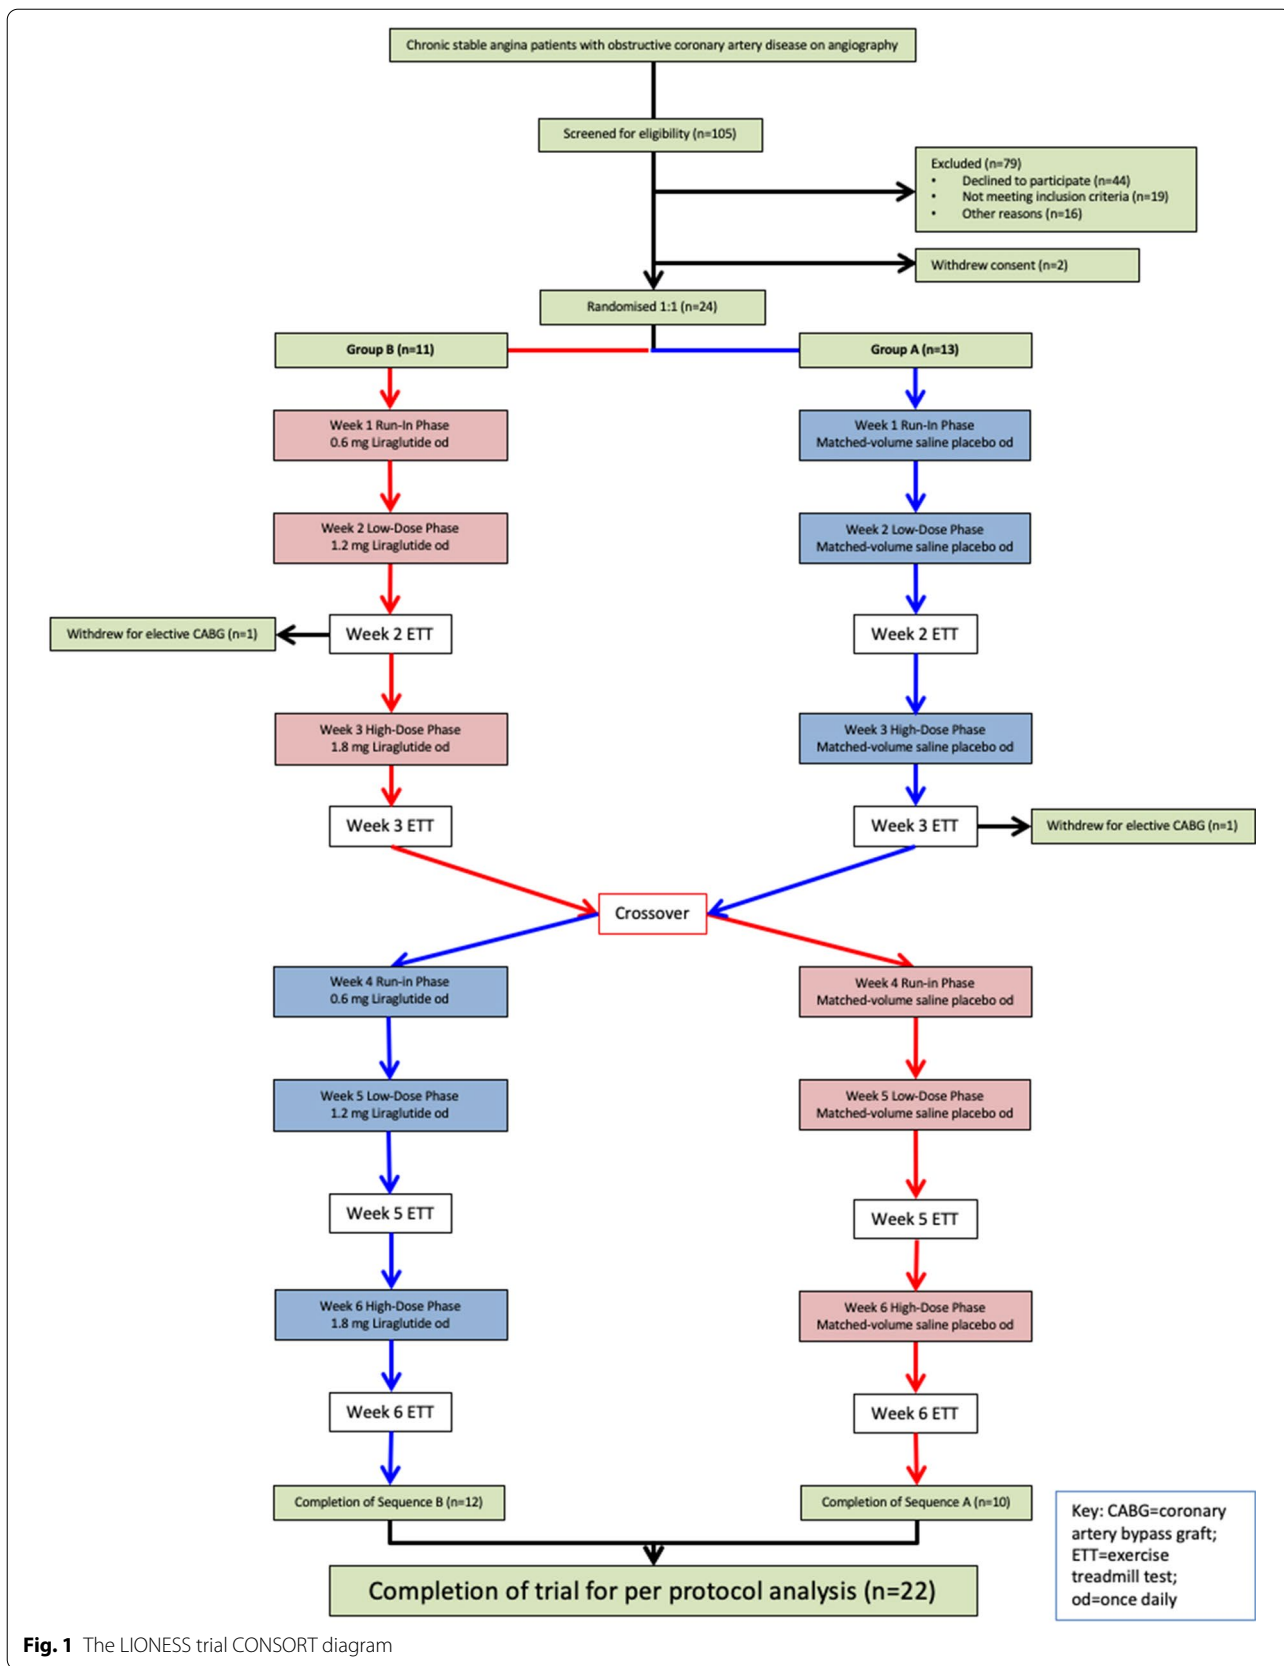 Chronic stable angina patients with obstructive coronary artery disease on angiography
Screened for eligibility (n=105)
Excluded (n=79)
• Declined to participate (n=44)
• Not meeting inclusion criteria (n=19)
• Other reasons (n=16)
Withdrew consent (n=2)
Randomised 1:1 (n=24)
Group B (n=11)
Group A (n=13)
Week 1 Run-In Phase
0.6 mg Liraglutide od
Week 1 Run-In Phase
Matched-volume saline placebo od
Week 2 Low-Dose Phase
1.2 mg Liraglutide od
Week 2 Low-Dose Phase
Matched-volume saline placebo od
Withdrew for elective CABG (n=1)
Week 2 ETT
Week 2 ETT
Week 3 High-Dose Phase
1.8 mg Liraglutide od
Week 3 High-Dose Phase
Matched-volume saline placebo od
Week 3 ETT
Week 3 ETT
Withdrew for elective CABG (n=1)
Crossover
Week 4 Run-in Phase
0.6 mg Liraglutide od
Week 4 Run-in Phase
Matched-volume saline placebo od
Week 5 Low-Dose Phase
1.2 mg Liraglutide od
Week 5 Low-Dose Phase
Matched-volume saline placebo od
Week 5 ETT
Week 5 ETT
Week 6 High-Dose Phase
1.8 mg Liraglutide od
Week 6 High-Dose Phase
Matched-volume saline placebo od
Week 6 ETT
Week 6 ETT
Completion of Sequence B (n=12)
Completion of Sequence A (n=10)
Key: CABG=coronary
artery bypass graft;
ETT=exercise
treadmill test;
od=once daily
Completion of trial for per protocol analysis (n=22)
Fig. 1 The LIONESS trial CONSORT diagram